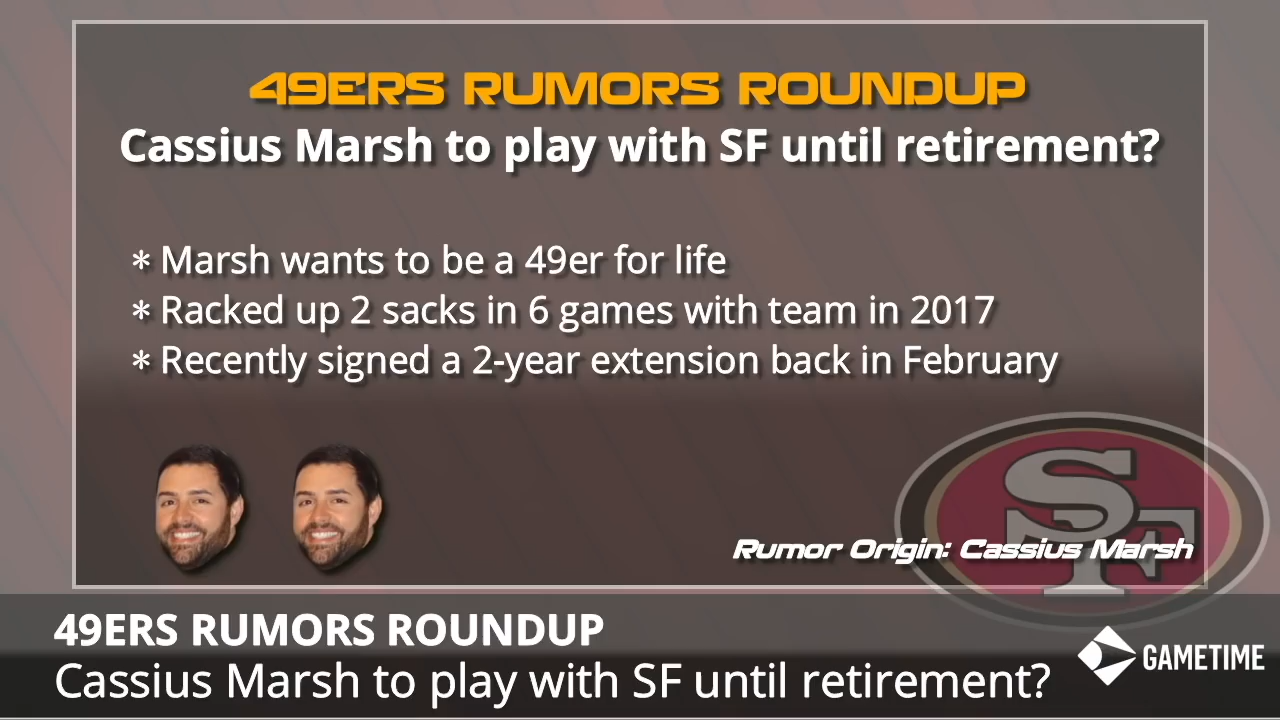 49ERS RUMORS ROUNDUP
Cassius Marsh to play with SF until retirement?
* Marsh wants to be a 49er for life
* Racked up 2 sacks in 6 games with team in 2017
* Recently signed a 2-year extension back in February
SF
Rumor Origin: Cassius Marsh
49ERS RUMORS ROUNDUP
Cassius Marsh to play with SF until retirement?
GAMETIME